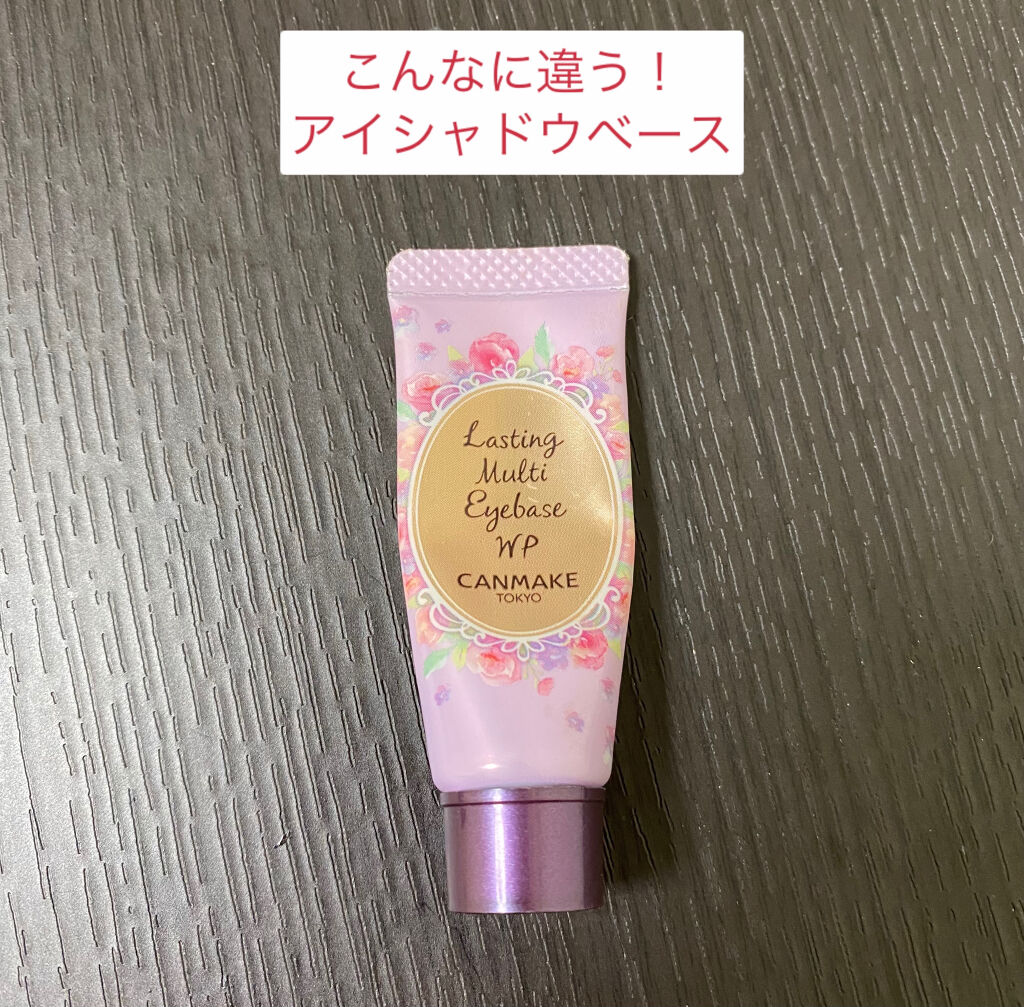 こんなに違う！
アイシャドウベース
Lasting
Multi
Eyebase
WP
CANMAKE
TOKYO